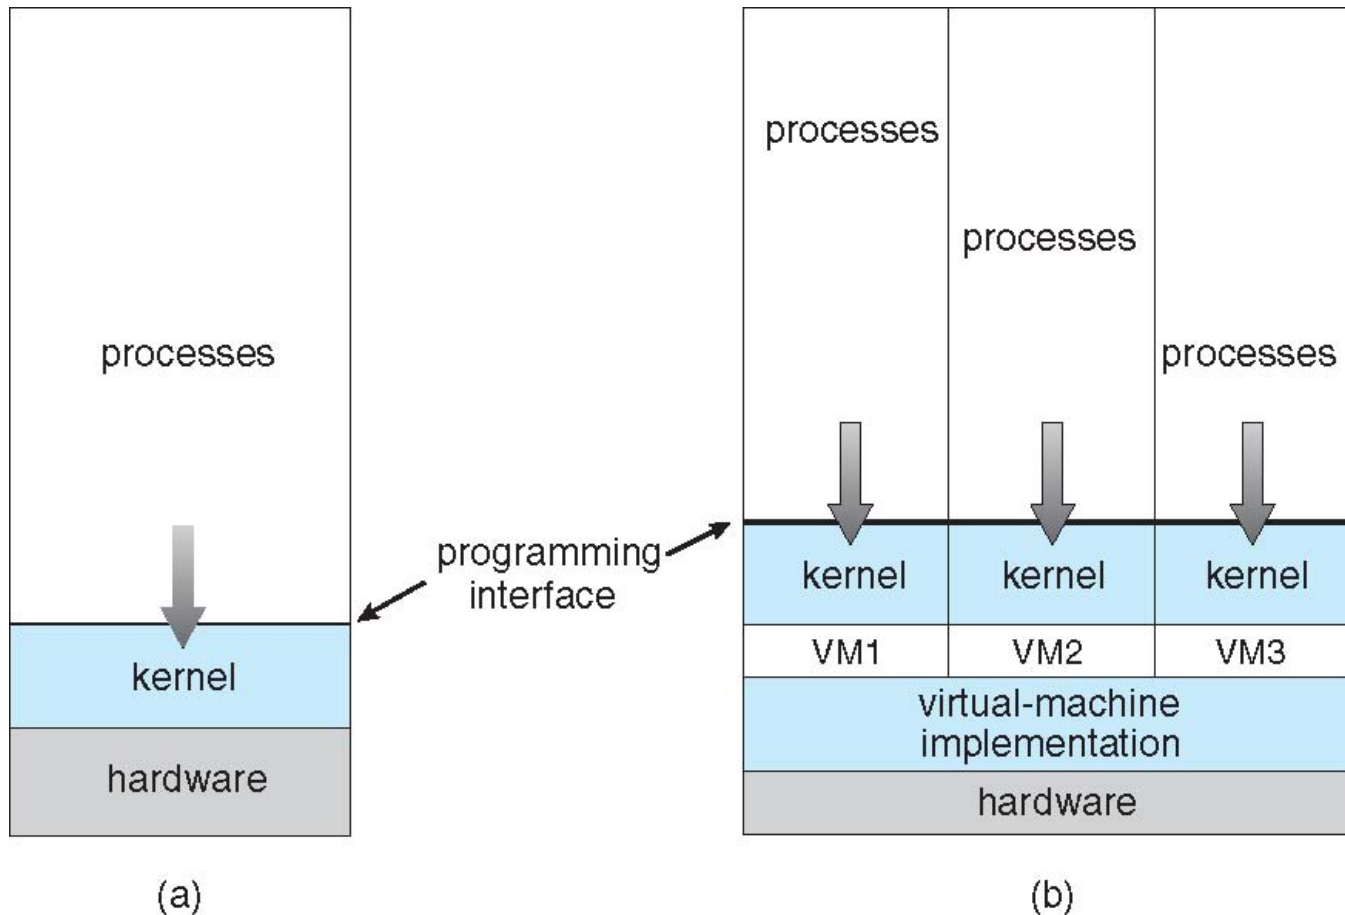 processes
kernel
hardware
(a)
programming
interface
processes
processes
processes
kernel
kernel
kernel
VM1
VM2
VM3
virtual-machine
implementation
hardware
(b)